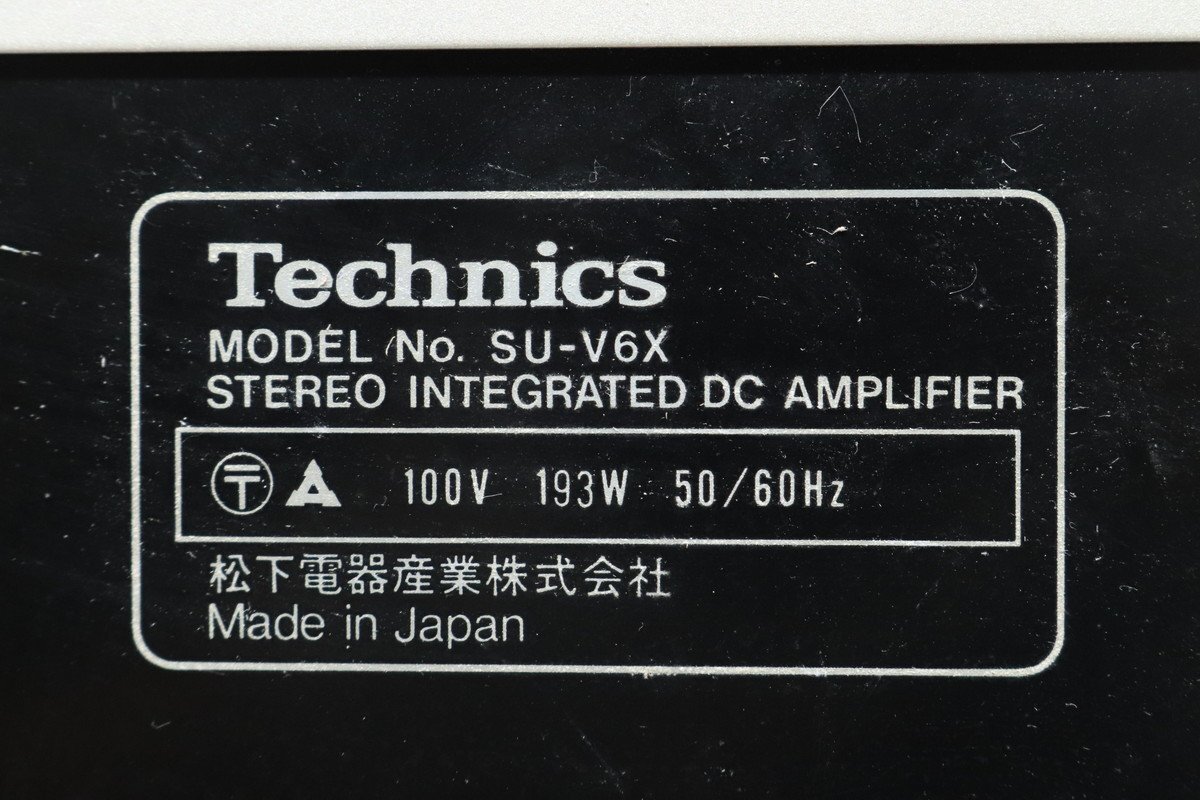 Technics
MODEL No. SU-V6X
STEREO INTEGRATED DC AMPLIFIER
〒 A 100V 193W 50/60Hz
松下電器産業株式会社
Made in Japan